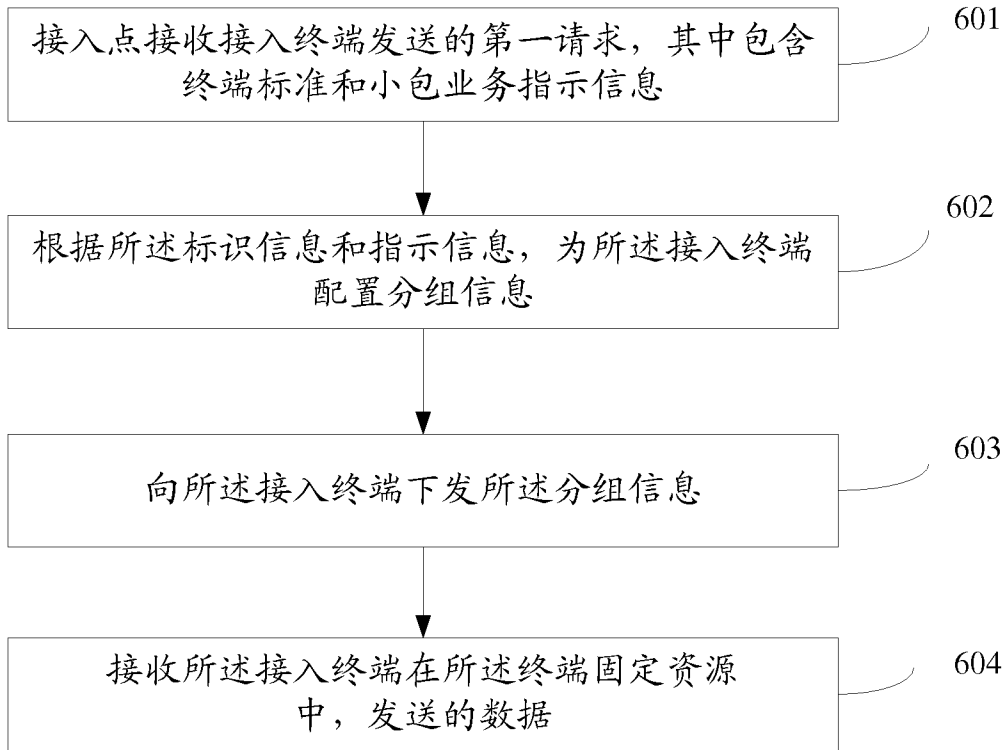 接入点接收接入终端发送的第一请求，其中包含
终端标准和小包业务指示信息
601
根据所述标识信息和指示信息，为所述接入终端
配置分组信息
602
向所述接入终端下发所述分组信息
603
接收所述接入终端在所述终端固定资源
中，发送的数据
604